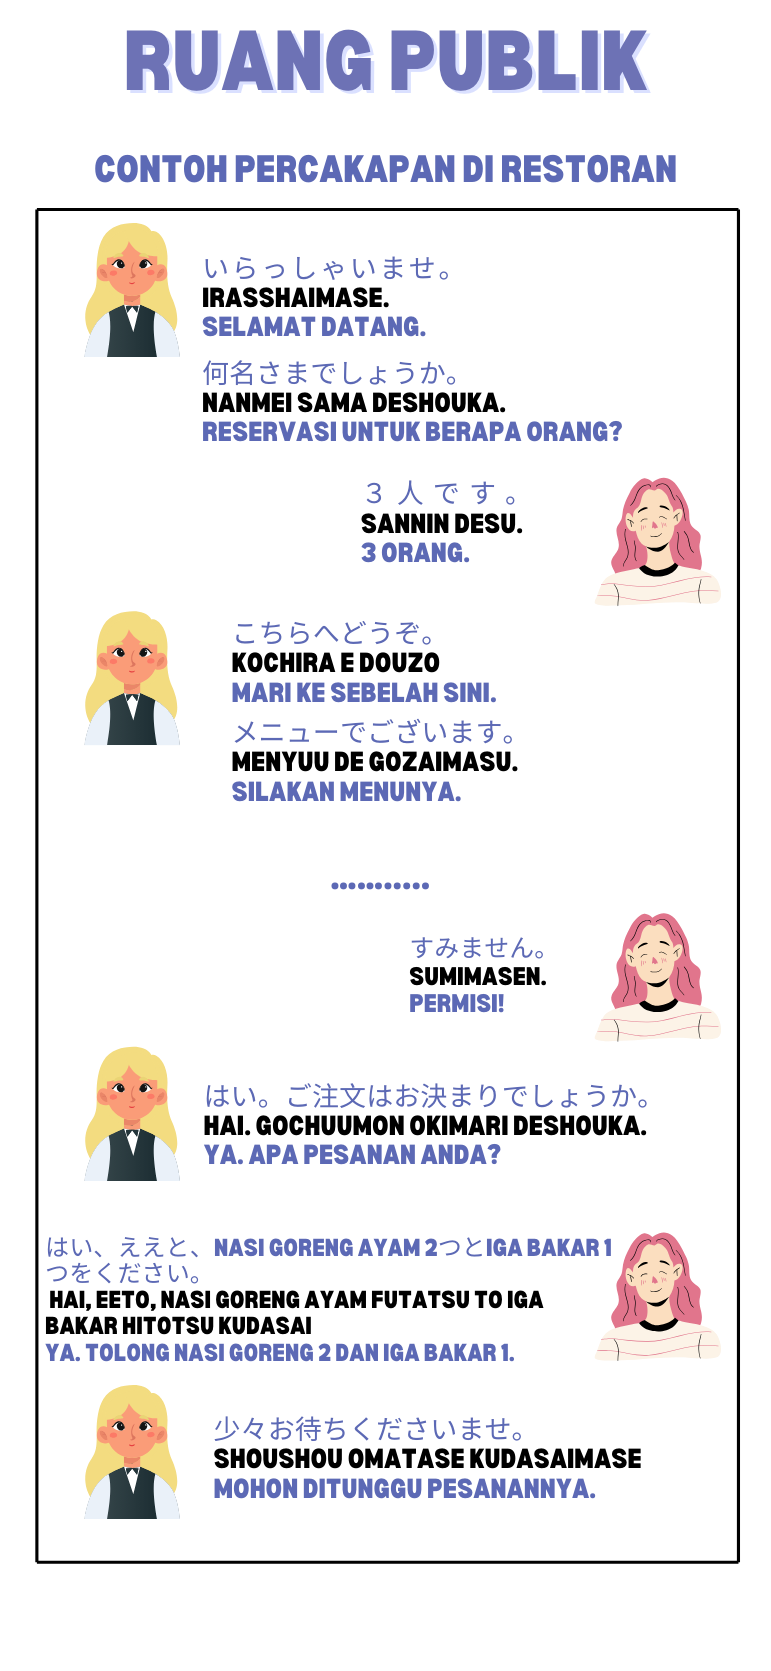 RUANG PUBLIK
CONTOH PERCAKAPAN DI RESTORAN
いらっしゃいませ。
IRASSHAIMASE.
SELAMAT DATANG.
何名さまでしょうか。
NANMEI SAMA DESHOUKA.
RESERVASI UNTUK BERAPA ORANG?
３人です。
SANNIN DESU.
3 ORANG.
こちらへどうぞ。
KOCHIRA E DOUZO
MARI KE SEBELAH SINI.
メニューでございます。
MENYUU DE GOZAIMASU.
SILAKAN MENUNYA.
...........
すみません。
SUMIMASEN.
PERMISI!
はい。ご注文はお決まりでしょうか。
HAI. GOCHUUMON OKIMARI DESHOUKA.
YA. APA PESANAN ANDA?
はい、ええと、NASI GORENG AYAM 2つとIGA BAKAR 1
つをください。
HAI, EETO, NASI GORENG AYAM FUTATSU TO IGA
BAKAR HITOTSU KUDASAI
YA. TOLONG NASI GORENG 2 DAN IGA BAKAR 1.
少々お待ちくださいませ。
SHOUSHOU OMATASE KUDASAIMASE
MOHON DITUNGGU PESANANNYA.